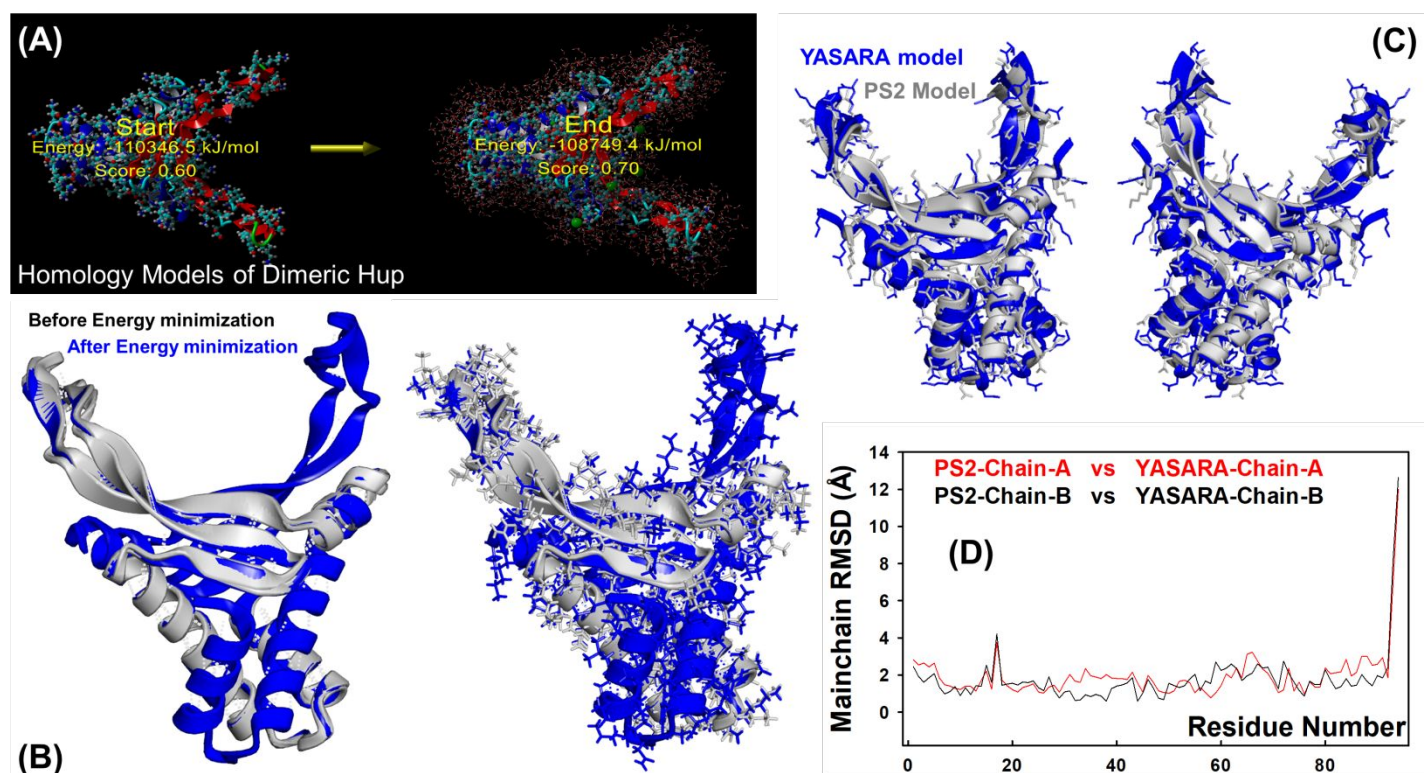 (A)
Start
Energy: -110346.5 kJ/mol
Score: 0.60
End
Energy: -108749.4 kJ/mol
Score: 0.70
Homology Models of Dimeric Hup
(B)
Before Energy minimization
After Energy minimization
(C)
YASARA model
PS2 Model
(D)
PS2-Chain-A vs YASARA-Chain-A
PS2-Chain-B vs YASARA-Chain-B
Mainchain RMSD (Å)
14
12
10
8
6
4
2
0
Residue Number
0 20 40 60 80